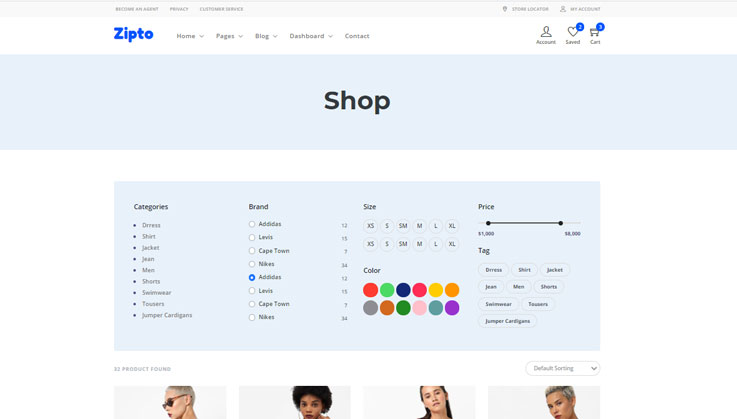 BECOME AN AGENT PRIVACY CUSTOMER SERVICE STORE LOCATOR MY ACCOUNT
Zipto Home Pages Blog Dashboard Contact
2 3
Account Saved Cart
Shop
Categories
Drress
Shirt
Jacket
Jean
Men
Shorts
Swimwear
Tousers
Jumper Cardigans
Brand
Addidas 12
Levis 15
Cape Town 7
Nikes 34
Addidas 12
Levis 15
Cape Town 7
Nikes 34
Size
XS S SM M L XL
XS S SM M L XL
Color
Price
$1,000 $8,000
Tag
Drress Shirt Jacket
Jean Men Shorts
Swimwear Tousers
Jumper Cardigans
32 PRODUCT FOUND
Default Sorting